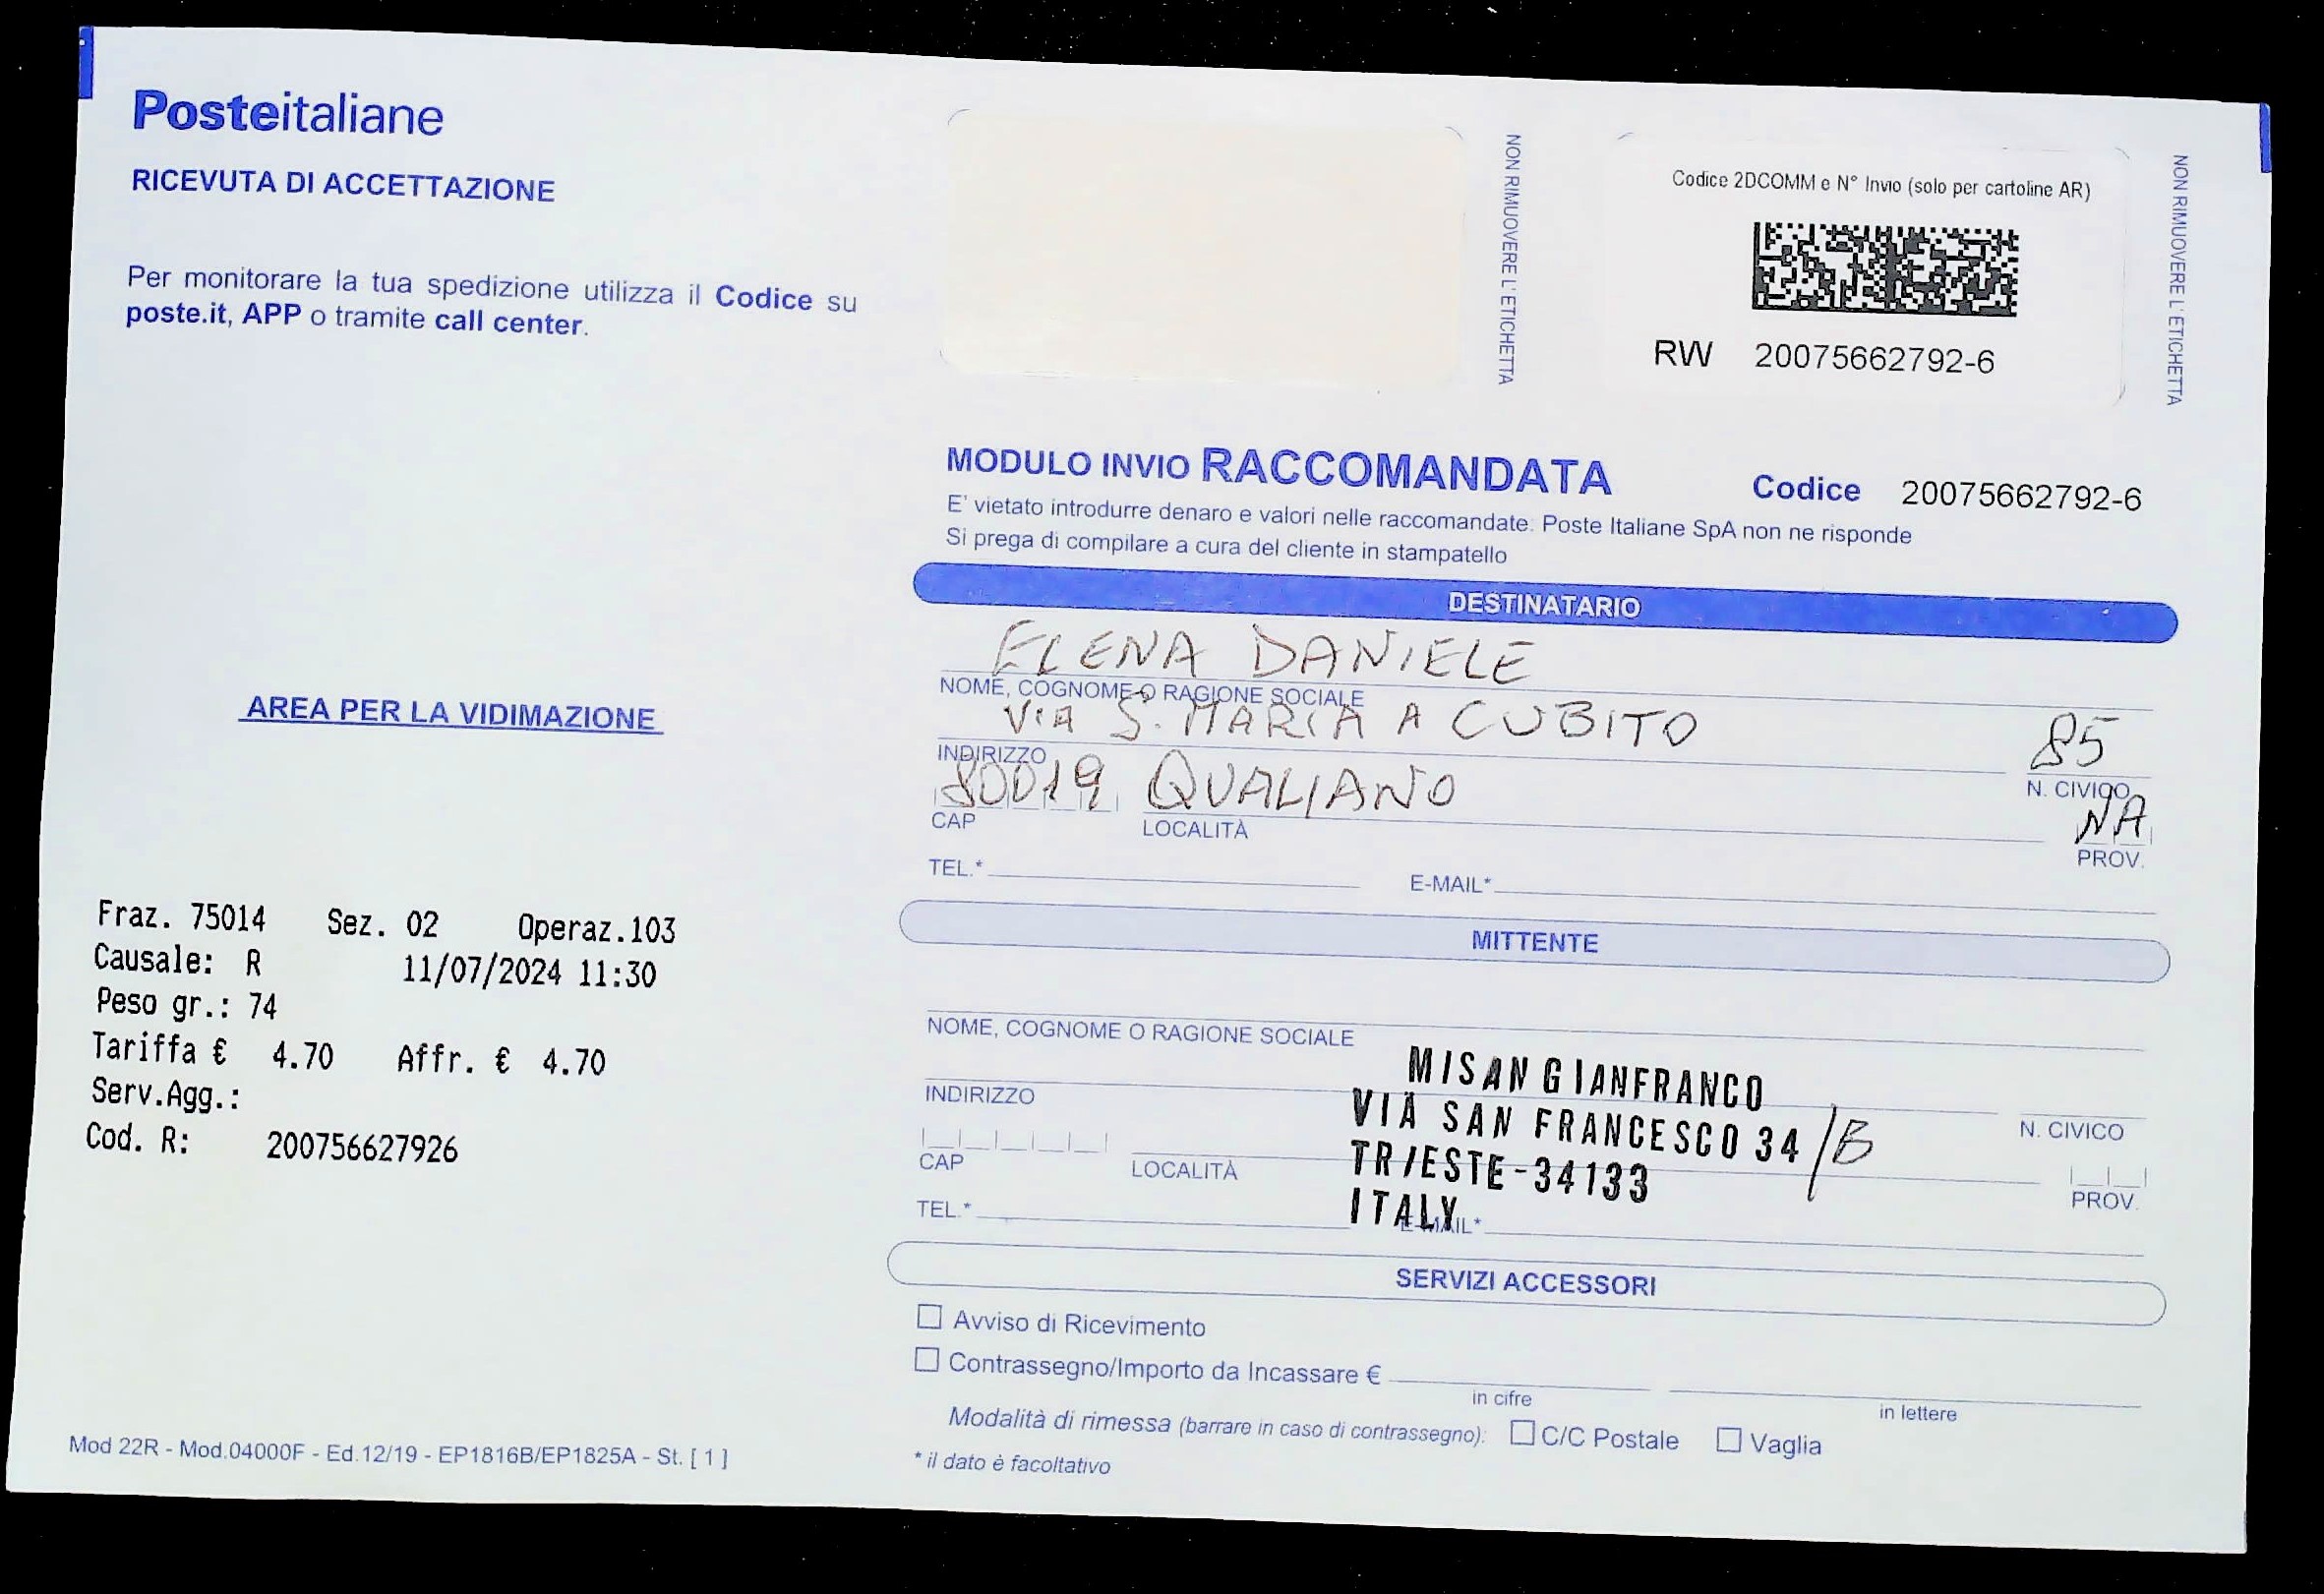 Posteitaliane
RICEVUTA DI ACCETTAZIONE
Per monitorare la tua spedizione utilizza il Codice su
poste.it, APP o tramite call center.
AREA PER LA VIDIMAZIONE
Fraz. 75014 Sez. 02 Operaz.103
Causale: R 11/07/2024 11:30
Peso gr.: 74
Tariffa € 4.70 Affr. € 4.70
Serv.Agg.:
Cod. R: 200756627926
Mod 22R - Mod.04000F - Ed.12/19 - EP1816B/EP1825A - St. [ 1 ]
NON RIMUOVERE L'ETICHETTA
Codice 2DCOMM e N° Invio (solo per cartoline AR)
RW 20075662792-6
NON RIMUOVERE L'ETICHETTA
MODULO INVIO RACCOMANDATA Codice 20075662792-6
E' vietato introdurre denaro e valori nelle raccomandate: Poste Italiane SpA non ne risponde
Si prega di compilare a cura del cliente in stampatello
DESTINATARIO
ELENA DANIELE
NOME, COGNOME O RAGIONE SOCIALE
VIA S. MARIA A CUBITO 85
INDIRIZZO N. CIVICO
80019 QUALIANO NA
CAP LOCALITÀ PROV.
TEL.* E-MAIL*
MITTENTE
NOME, COGNOME O RAGIONE SOCIALE
MISAN GIANFRANCO
INDIRIZZO N. CIVICO
VIA SAN FRANCESCO 34 /B
TRIESTE-34133
CAP LOCALITÀ PROV.
ITALY
TEL.* E-MAIL*
SERVIZI ACCESSORI
Avviso di Ricevimento
Contrassegno/Importo da Incassare €
in cifre in lettere
Modalità di rimessa (barrare in caso di contrassegno): C/C Postale Vaglia
* il dato è facoltativo